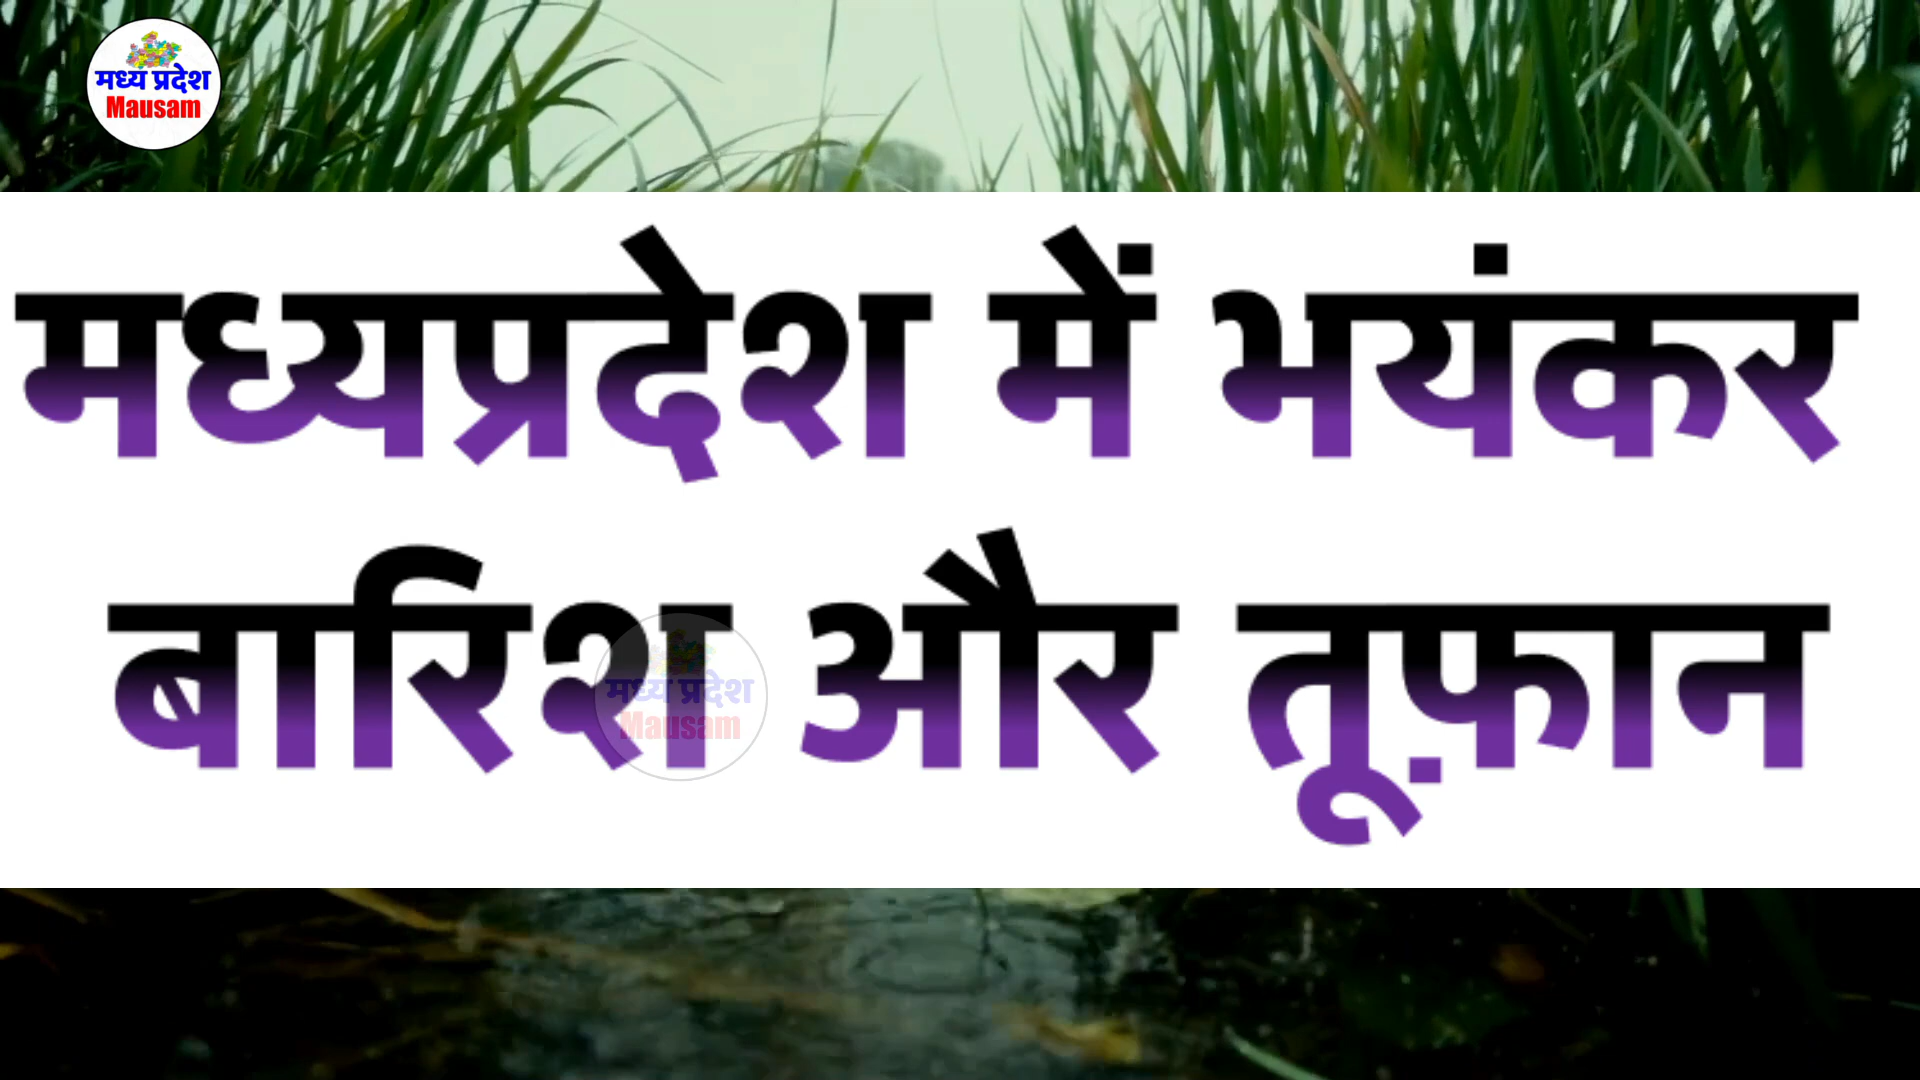 मध्य प्रदेश
Mausam
मध्यप्रदेश में भयंकर
बारिश और तूफ़ान
मध्य प्रदेश
Mausam